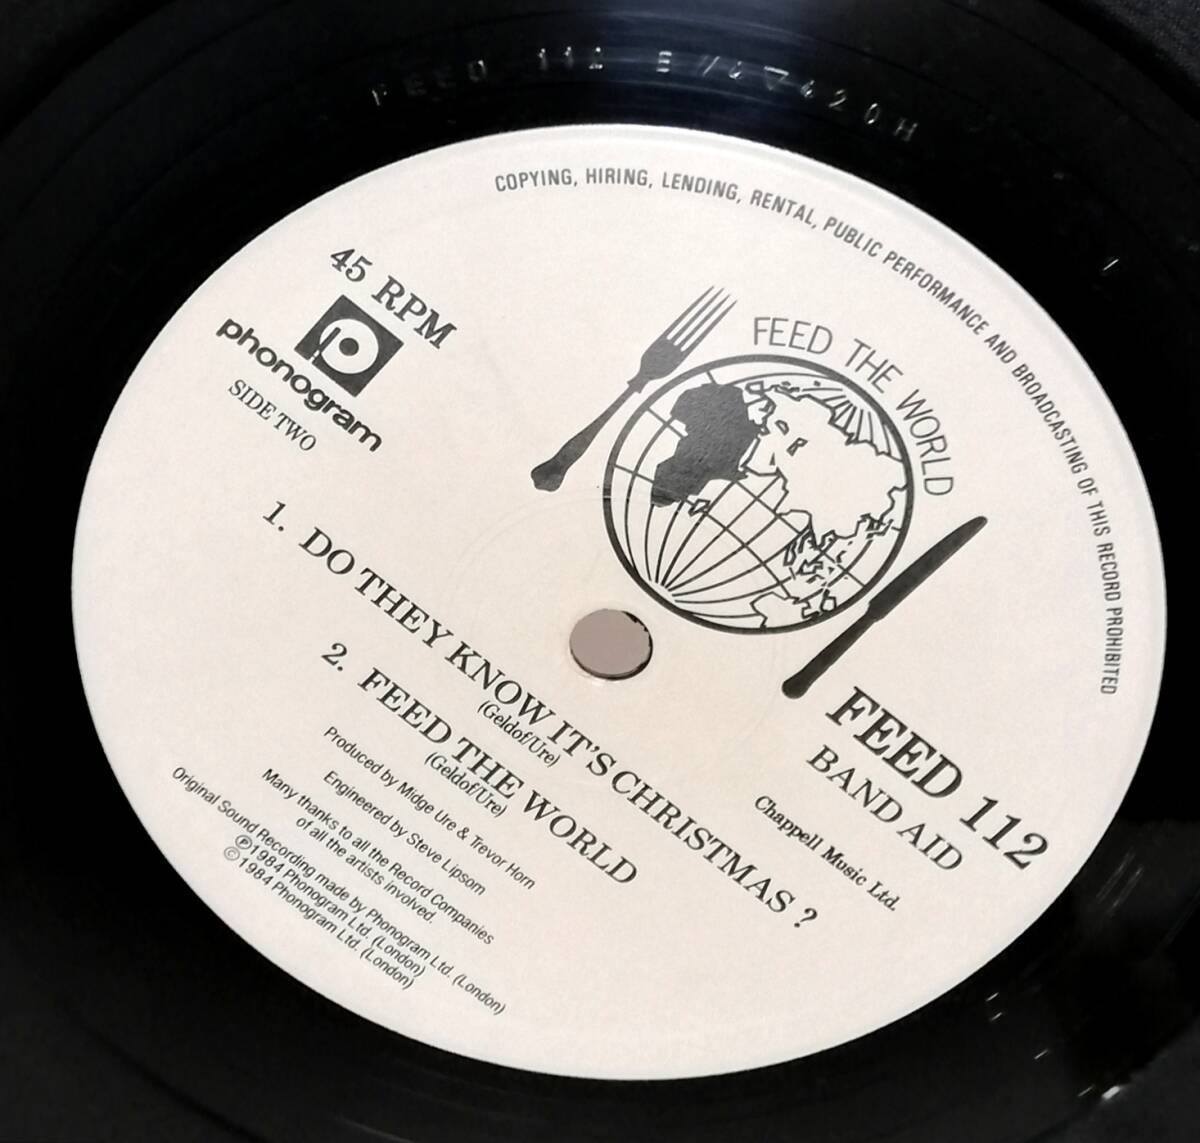 FEED 112 E
420H
COPYING, HIRING, LENDING, RENTAL, PUBLIC PERFORMANCE AND BROADCASTING OF THIS RECORD PROHIBITED
45 RPM
phonogram
SIDE TWO
FEED THE WORLD
FEED 112
BAND AID
Chappell Music Ltd.
1. DO THEY KNOW IT'S CHRISTMAS ?
(Geldof/Ure)
2. FEED THE WORLD
(Geldof/Ure)
Produced by Midge Ure & Trevor Horn
Engineered by Steve Lipsom
Many thanks to all the Record Companies
of all the artists involved.
Original Sound Recording made by Phonogram Ltd. (London)
℗1984 Phonogram Ltd. (London)
©1984 Phonogram Ltd. (London)